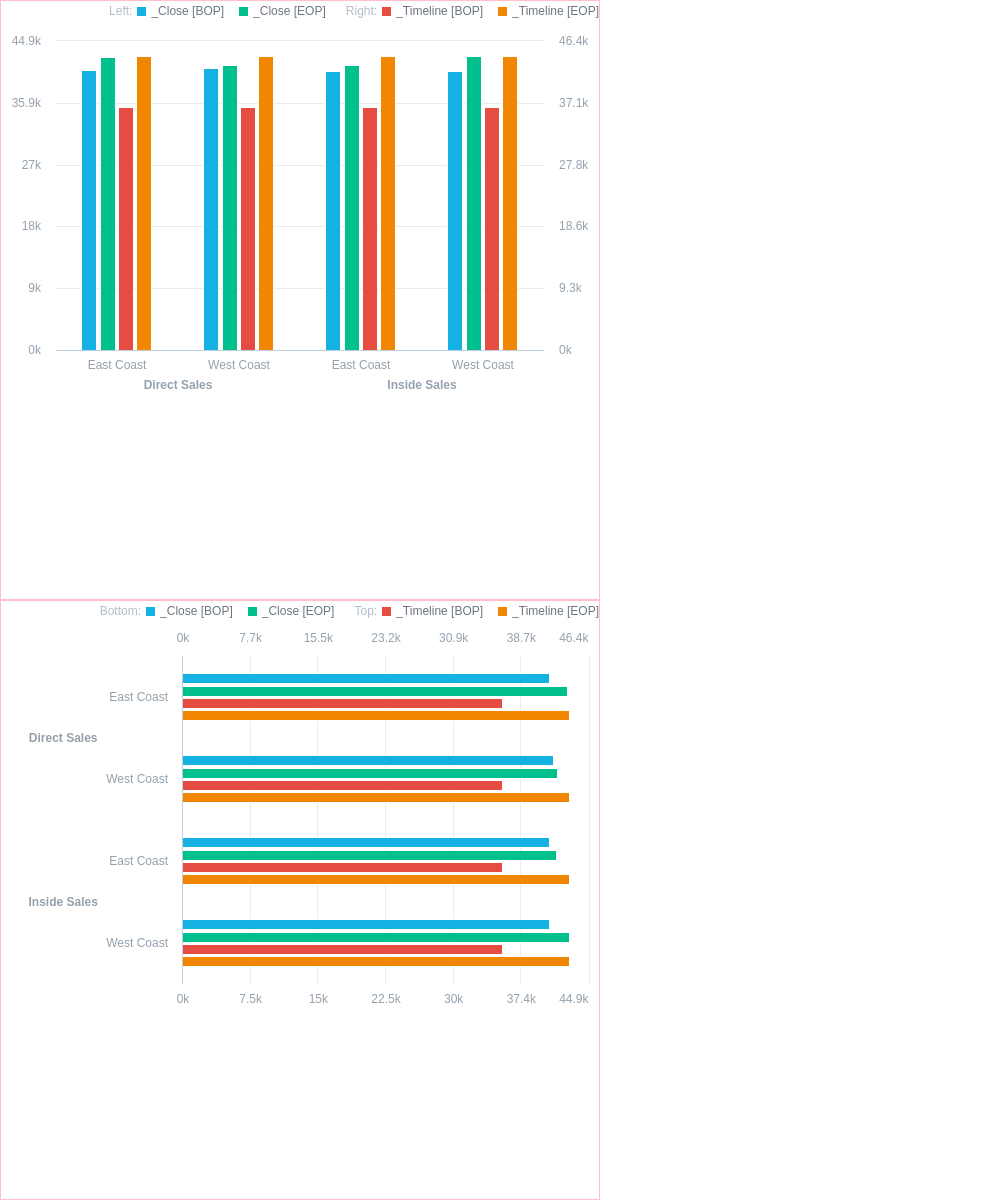 Left: _Close [BOP] _Close [EOP] Right: _Timeline [BOP] _Timeline [EOP]
44.9k 46.4k
35.9k 37.1k
27k 27.8k
18k 18.6k
9k 9.3k
0k 0k
East Coast West Coast East Coast West Coast
Direct Sales Inside Sales
Bottom: _Close [BOP] _Close [EOP] Top: _Timeline [BOP] _Timeline [EOP]
0k 7.7k 15.5k 23.2k 30.9k 38.7k 46.4k
East Coast
Direct Sales
West Coast
East Coast
Inside Sales
West Coast
0k 7.5k 15k 22.5k 30k 37.4k 44.9k